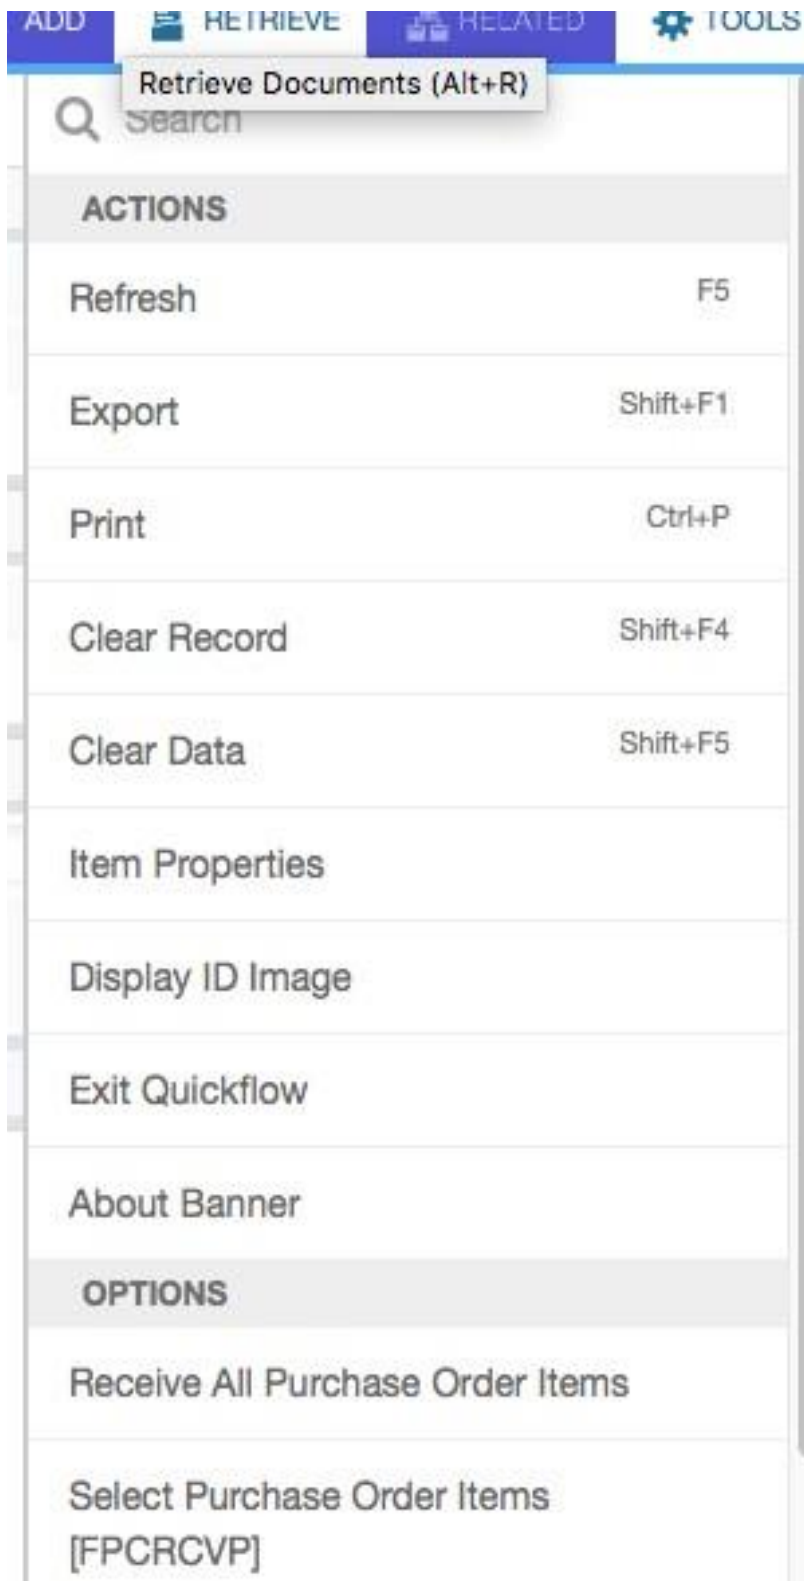 ADD RETRIEVE RELATED TOOLS
Retrieve Documents (Alt+R)
Search
ACTIONS
Refresh F5
Export Shift+F1
Print Ctrl+P
Clear Record Shift+F4
Clear Data Shift+F5
Item Properties
Display ID Image
Exit Quickflow
About Banner
OPTIONS
Receive All Purchase Order Items
Select Purchase Order Items
[FPCRCVP]